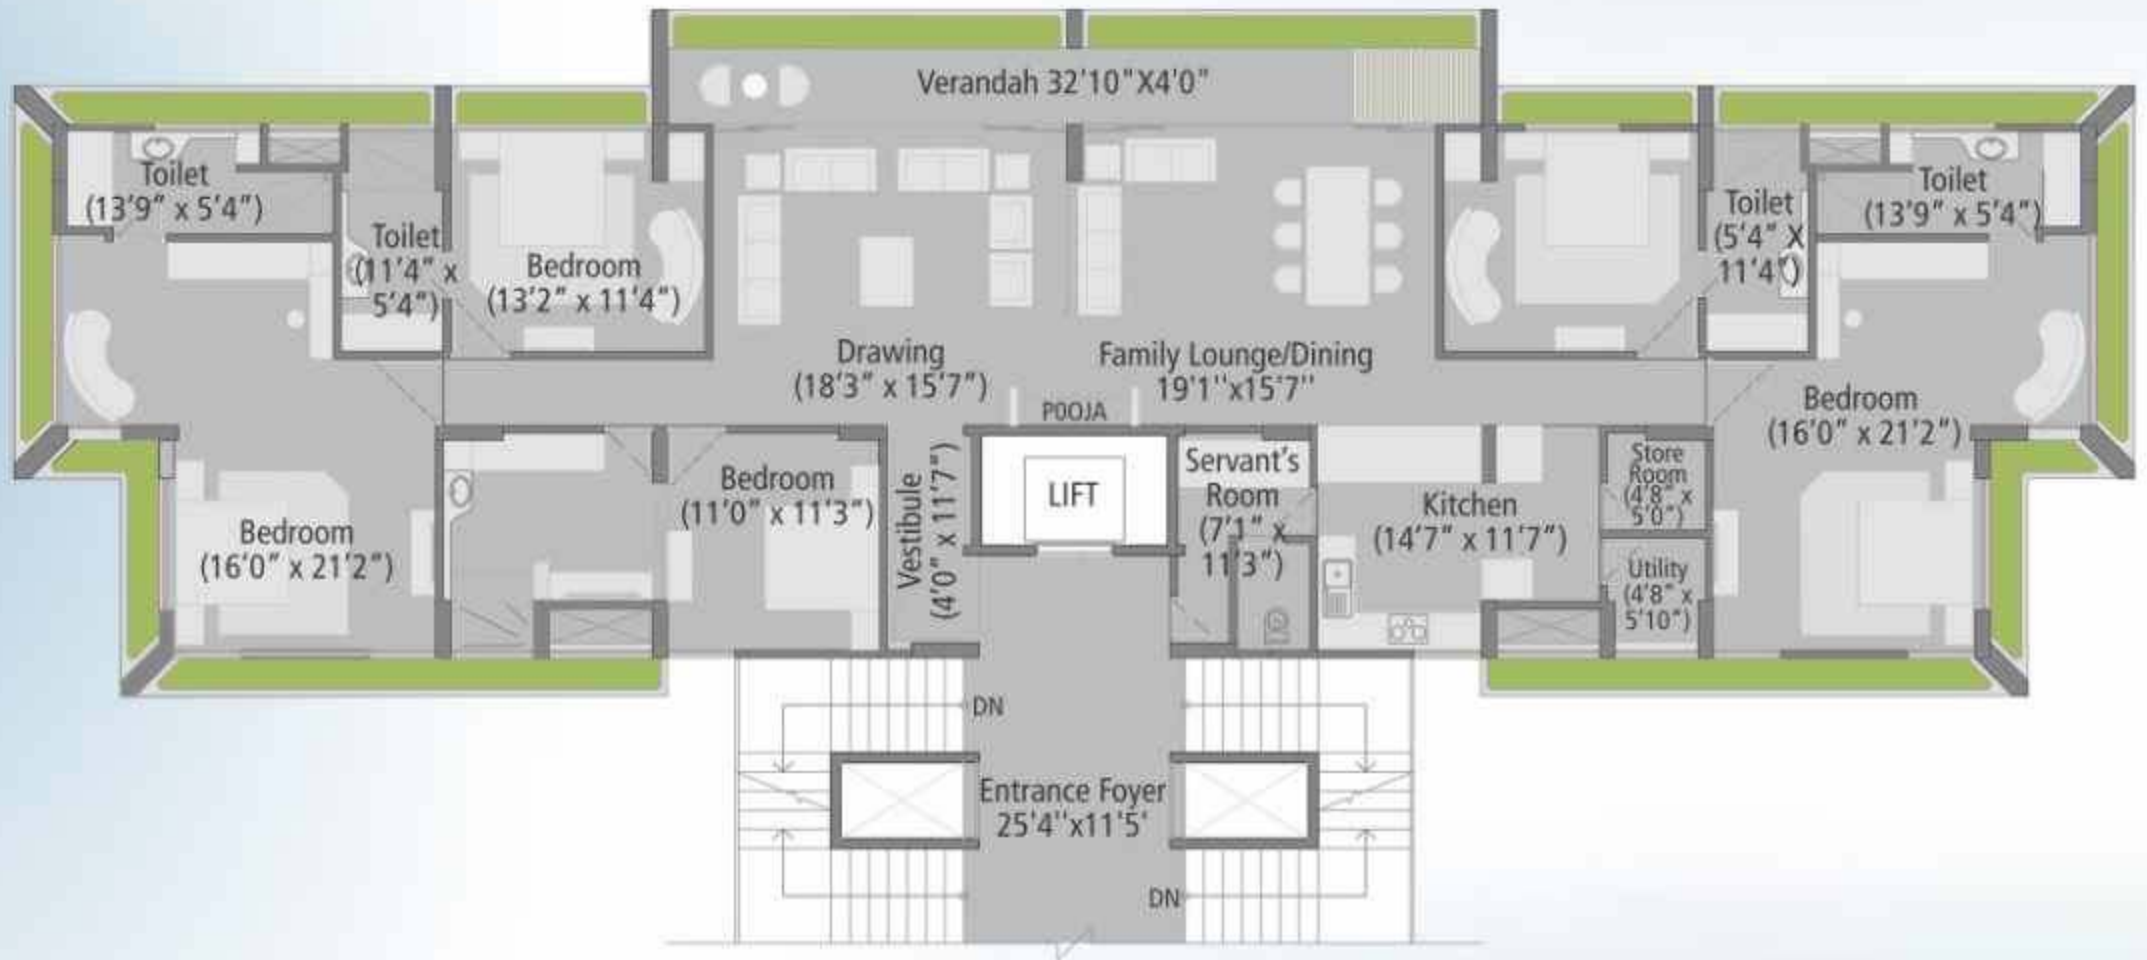 Verandah 32'10"X4'0"
Toilet
(13'9" x 5'4")
Toilet
(11'4" x
5'4")
Bedroom
(13'2" x 11'4")
Drawing
(18'3" x 15'7")
Family Lounge/Dining
19'1''x15'7''
POOJA
Toilet
(5'4" X
11'4")
Toilet
(13'9" x 5'4")
Bedroom
(16'0" x 21'2")
Bedroom
(16'0" x 21'2")
Bedroom
(11'0" x 11'3")
Vestibule
(4'0" x 11'7")
LIFT
Servant's
Room
(7'1" x
11'3")
Kitchen
(14'7" x 11'7")
Store
Room
(4'8" x
5'0")
Utility
(4'8" x
5'10")
DN
Entrance Foyer
25'4''x11'5'
DN